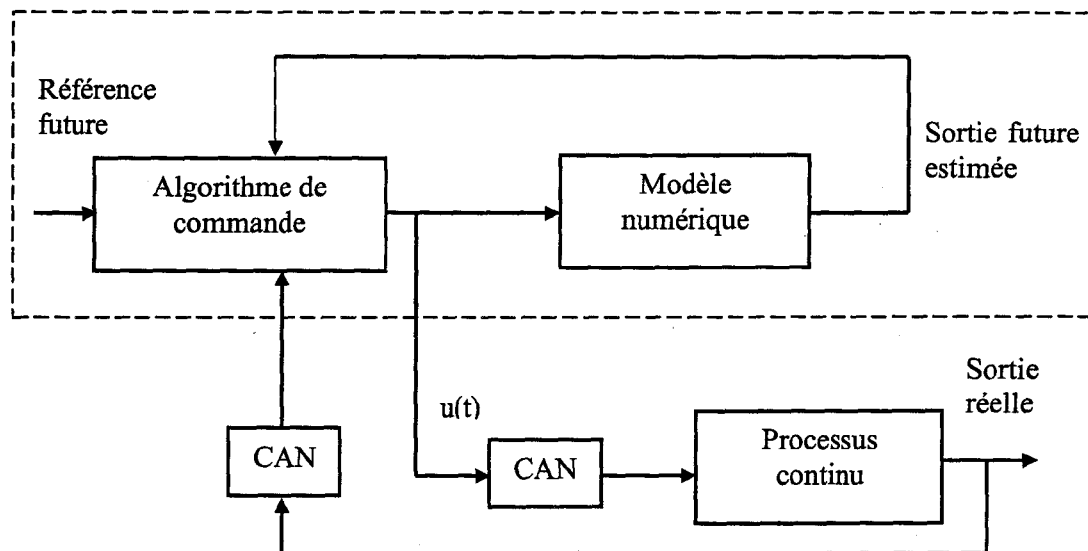 Référence
future
Algorithme de
commande
Modèle
numérique
Sortie future
estimée
CAN
u(t)
CAN
Processus
continu
Sortie
réelle